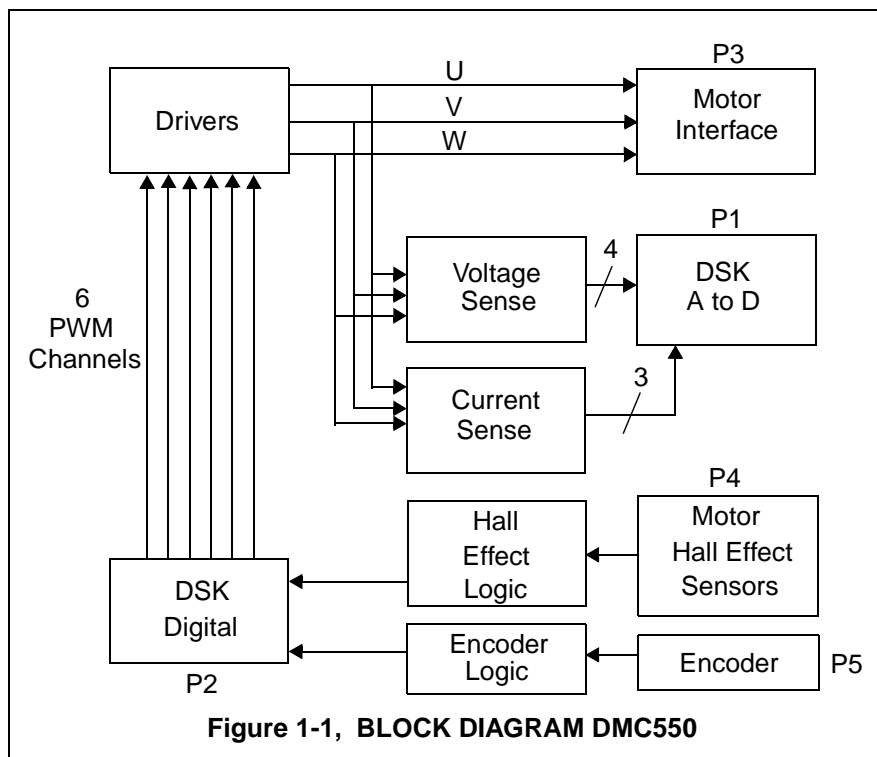 P3
U
Drivers
V
W
Motor
Interface
P1
6
PWM
Channels
Voltage
Sense
4
DSK
A to D
Current
Sense
3
P4
Hall
Effect
Logic
Motor
Hall Effect
Sensors
DSK
Digital
P2
Encoder
Logic
Encoder
P5
Figure 1-1, BLOCK DIAGRAM DMC550